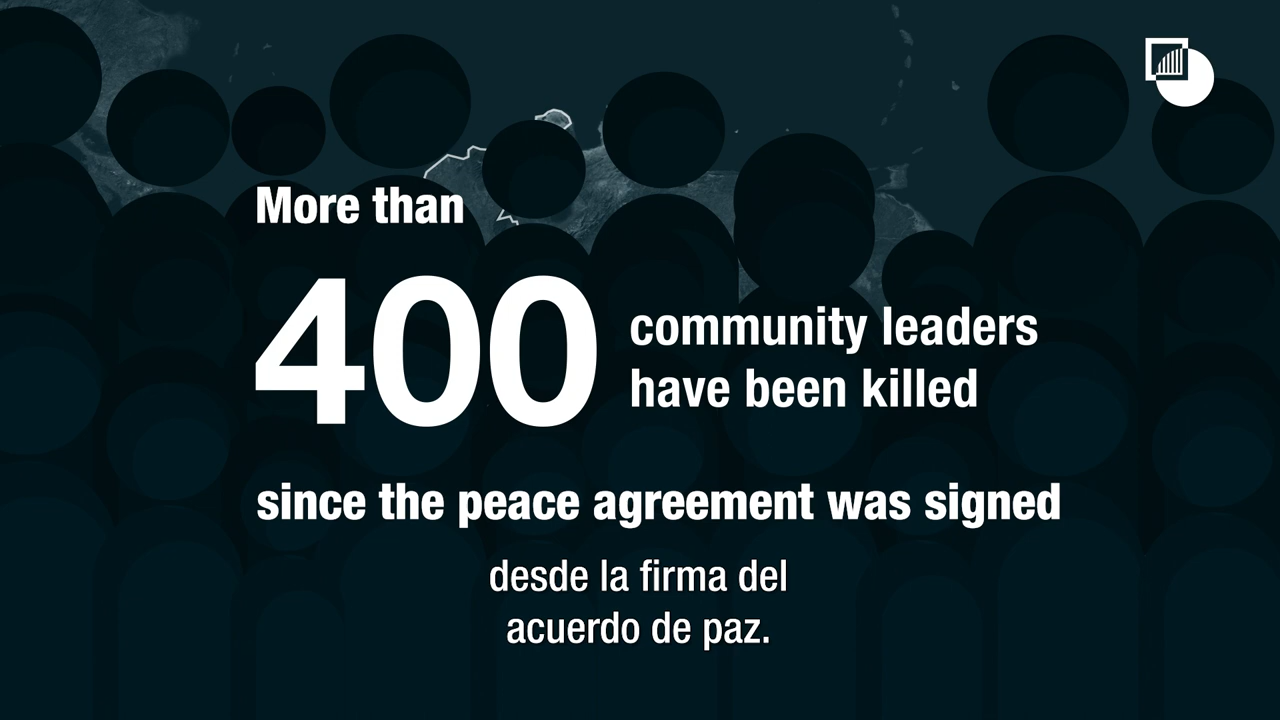 More than
400
community leaders
have been killed
since the peace agreement was signed
desde la firma del
acuerdo de paz.